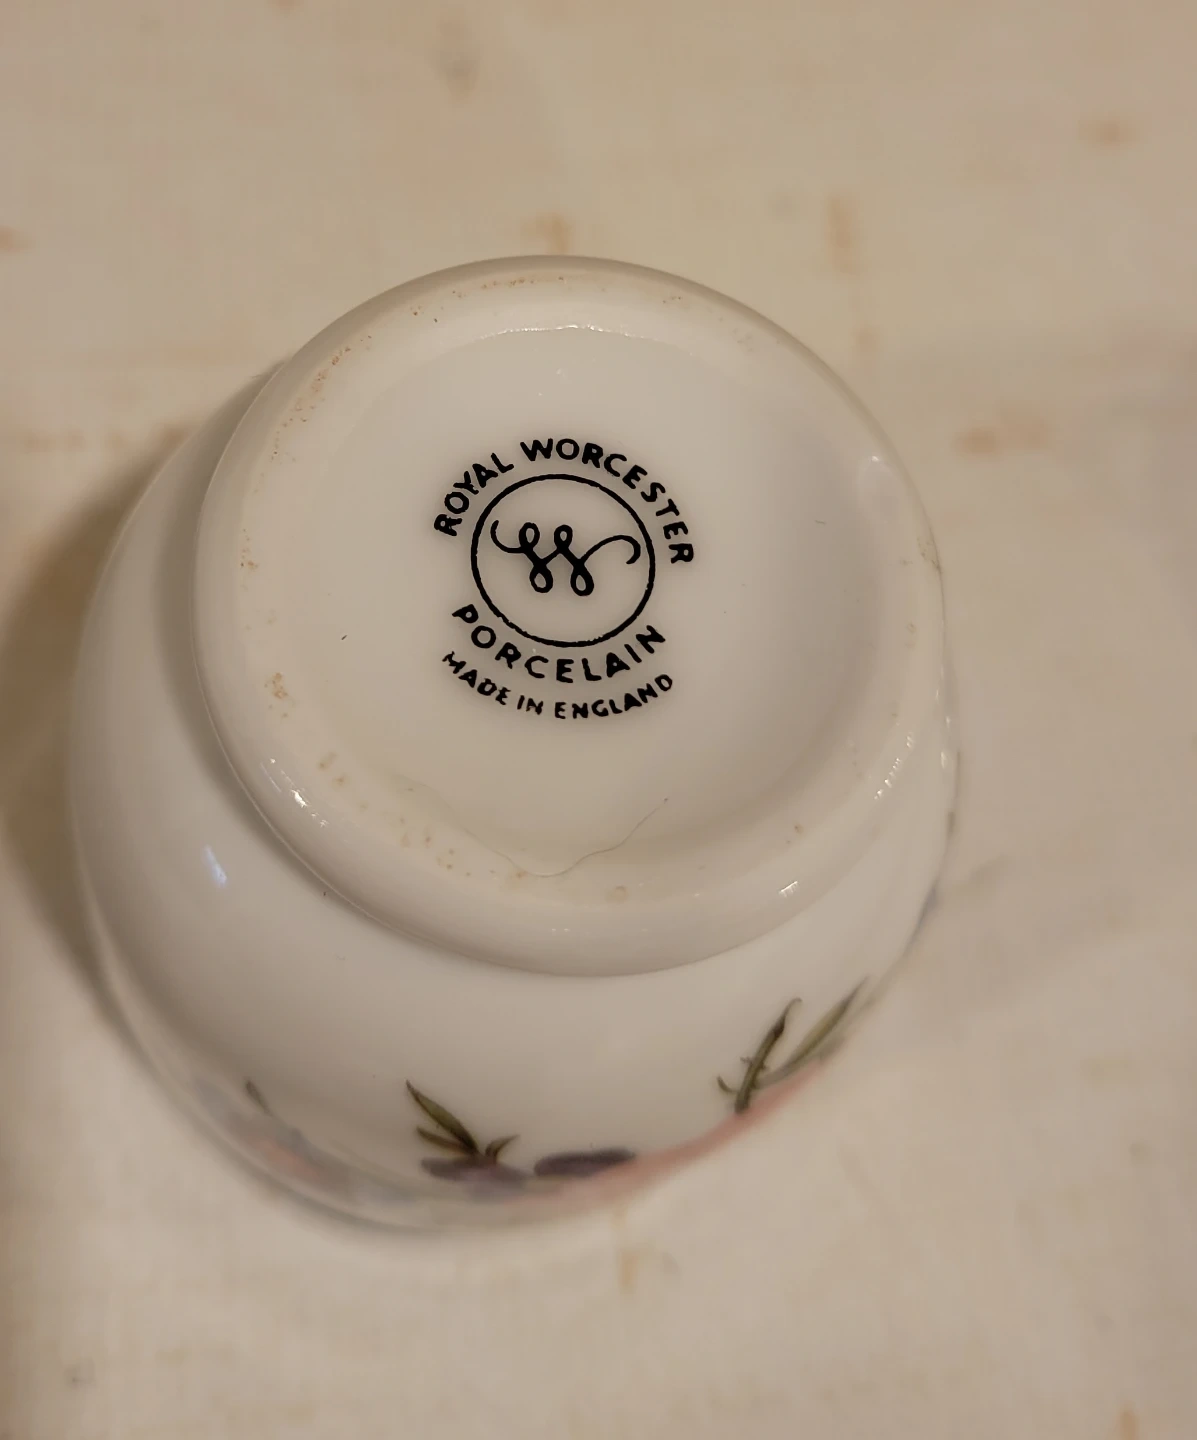 ROYAL WORCESTER
W
PORCELAIN
MADE IN ENGLAND